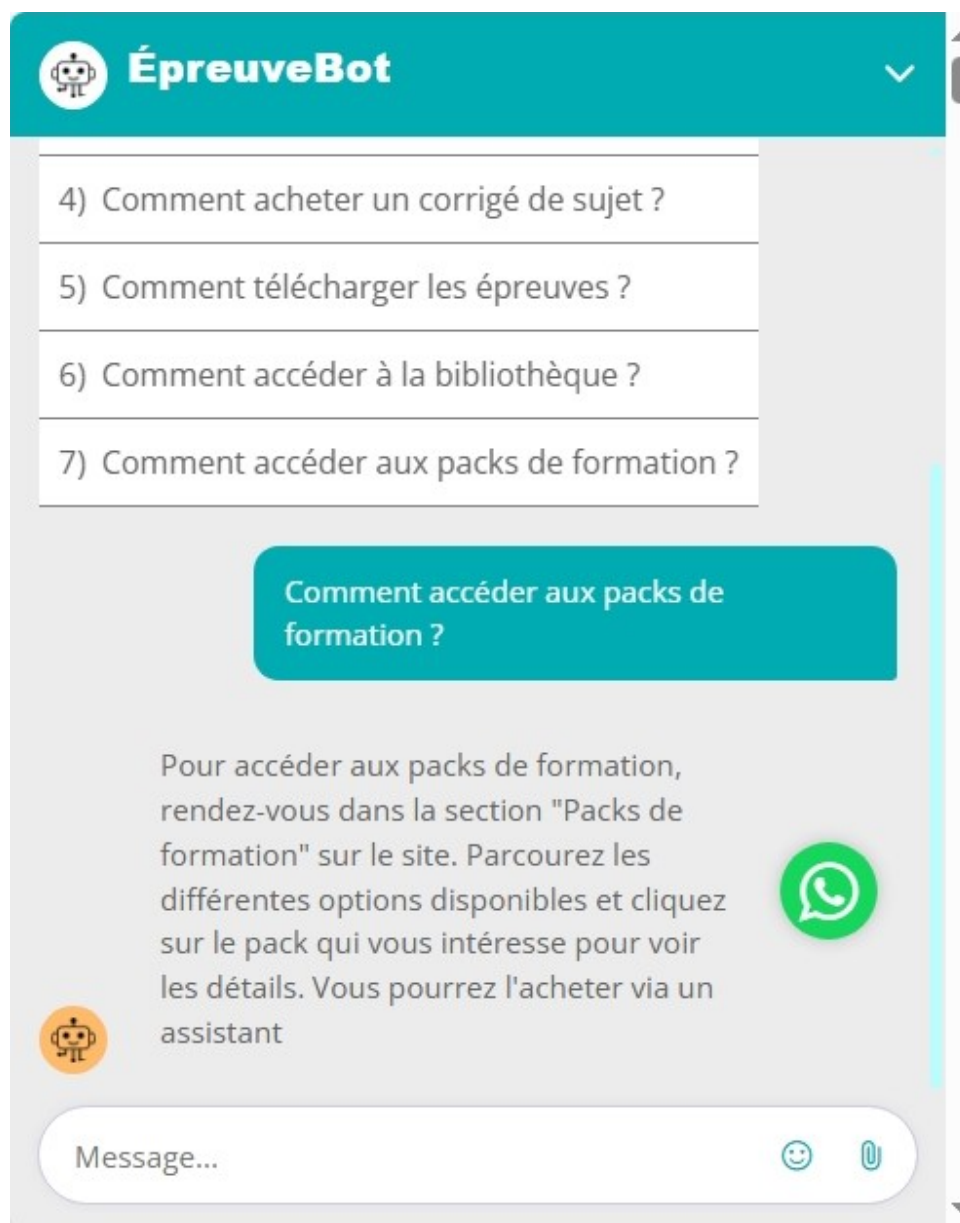 ÉpreuveBot
4) Comment acheter un corrigé de sujet ?
5) Comment télécharger les épreuves ?
6) Comment accéder à la bibliothèque ?
7) Comment accéder aux packs de formation ?
Comment accéder aux packs de
formation ?
Pour accéder aux packs de formation,
rendez-vous dans la section "Packs de
formation" sur le site. Parcourez les
différentes options disponibles et cliquez
sur le pack qui vous intéresse pour voir
les détails. Vous pourrez l'acheter via un
assistant
Message...